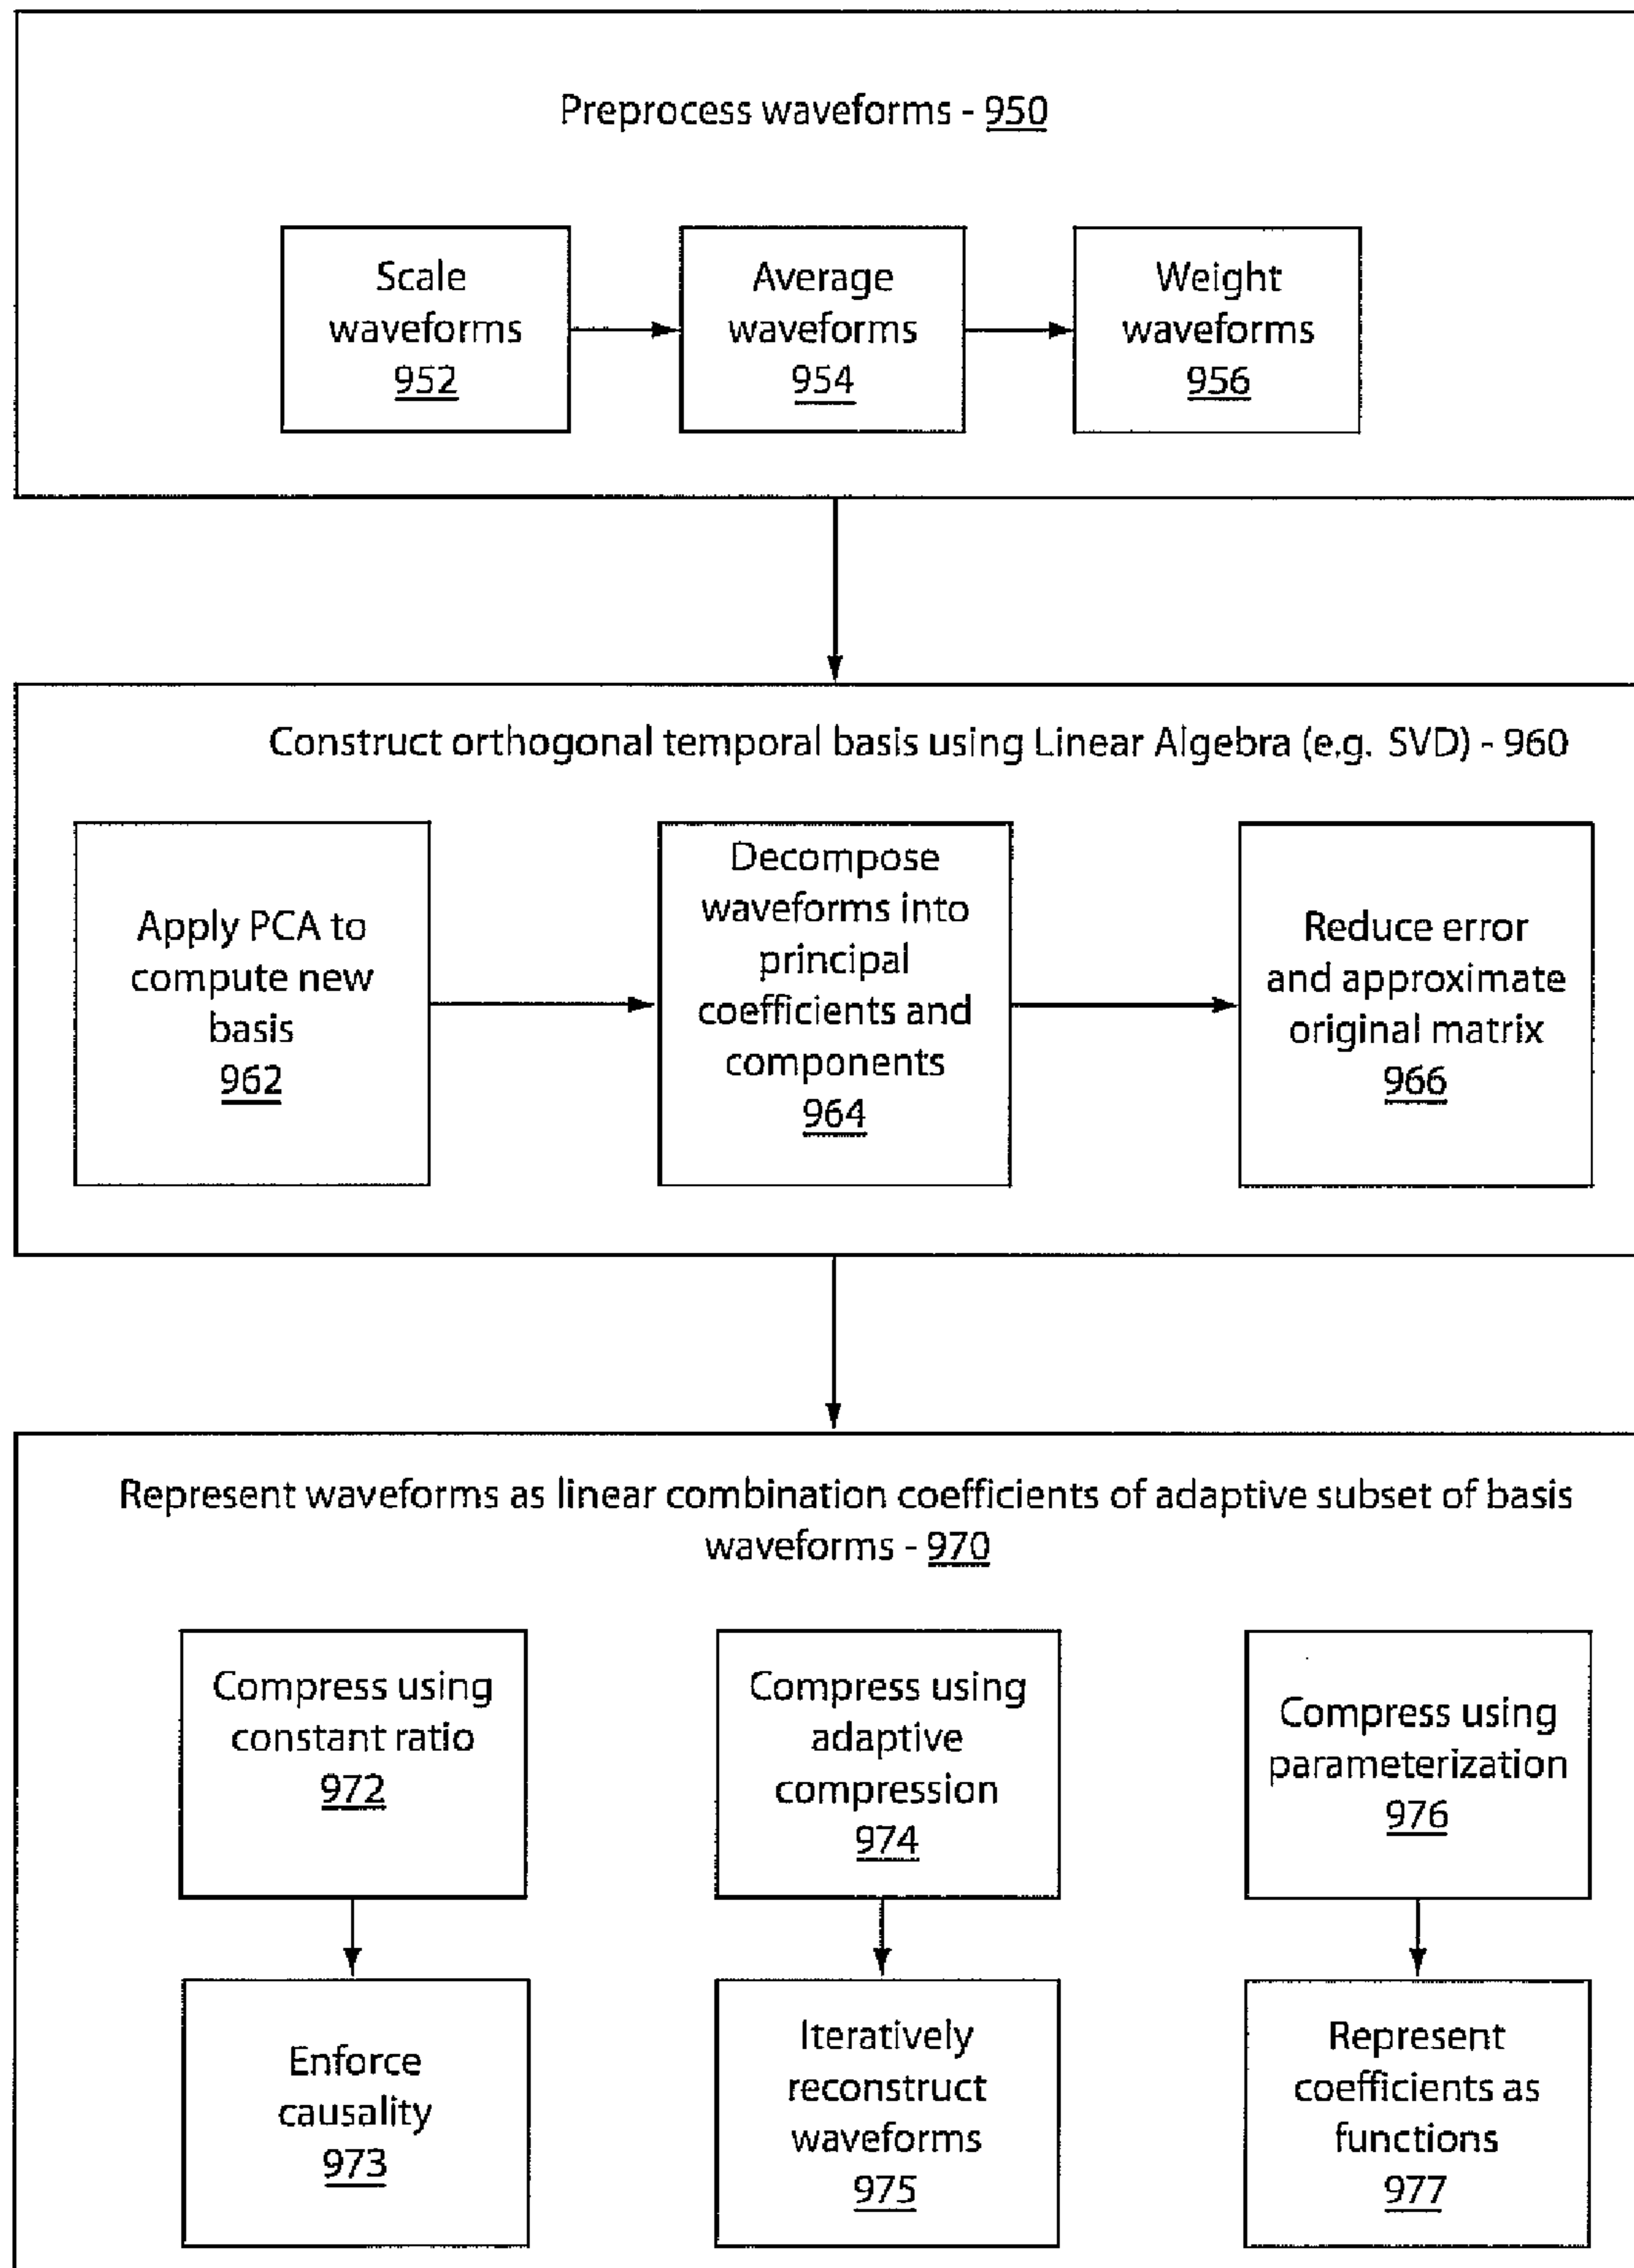 Preprocess waveforms - 950
Scale
waveforms
952
Average
waveforms
954
Weight
waveforms
956
Construct orthogonal temporal basis using Linear Algebra (e.g. SVD) - 960
Apply PCA to
compute new
basis
962
Decompose
waveforms into
principal
coefficients and
components
964
Reduce error
and approximate
original matrix
966
Represent waveforms as linear combination coefficients of adaptive subset of basis
waveforms - 970
Compress using
constant ratio
972
Compress using
adaptive
compression
974
Compress using
parameterization
976
Enforce
causality
973
Iteratively
reconstruct
waveforms
975
Represent
coefficients as
functions
977